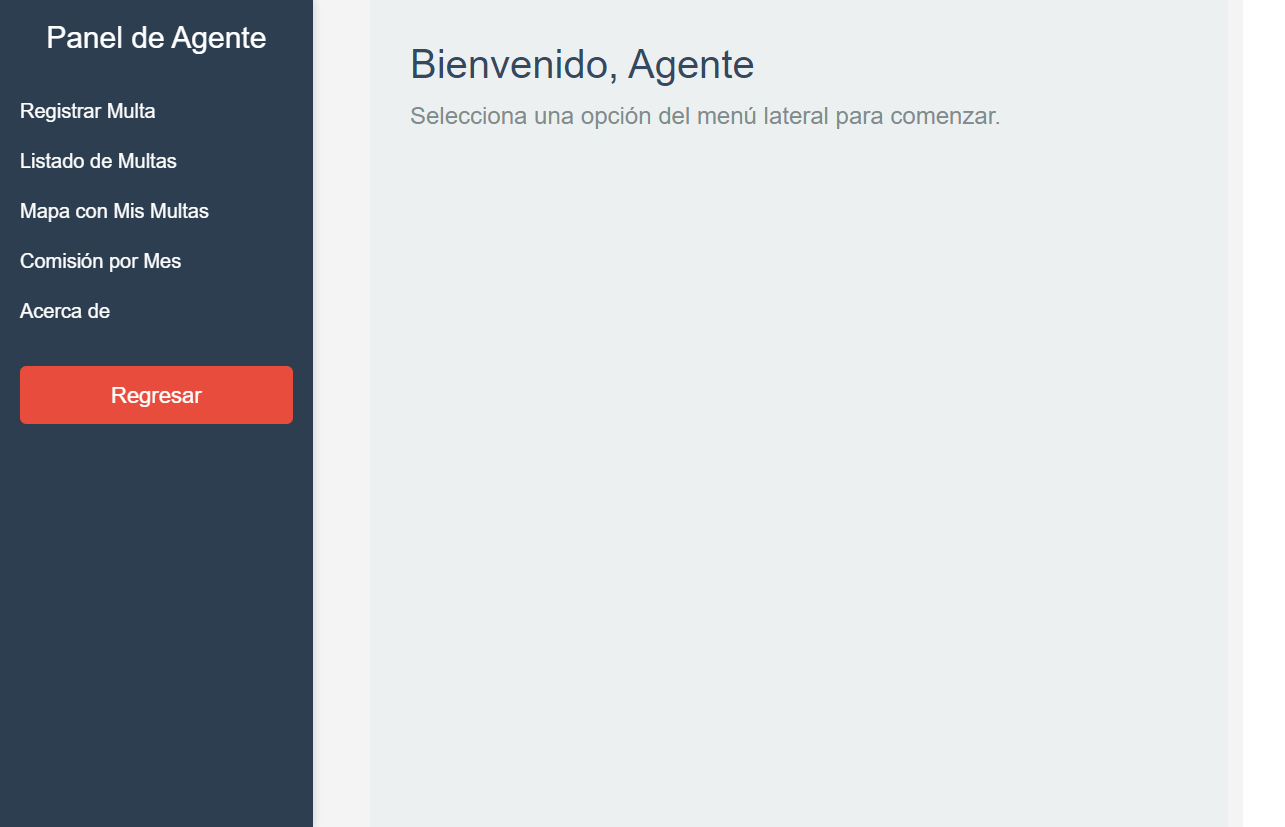 Panel de Agente
Registrar Multa
Listado de Multas
Mapa con Mis Multas
Comisión por Mes
Acerca de
Regresar
Bienvenido, Agente
Selecciona una opción del menú lateral para comenzar.